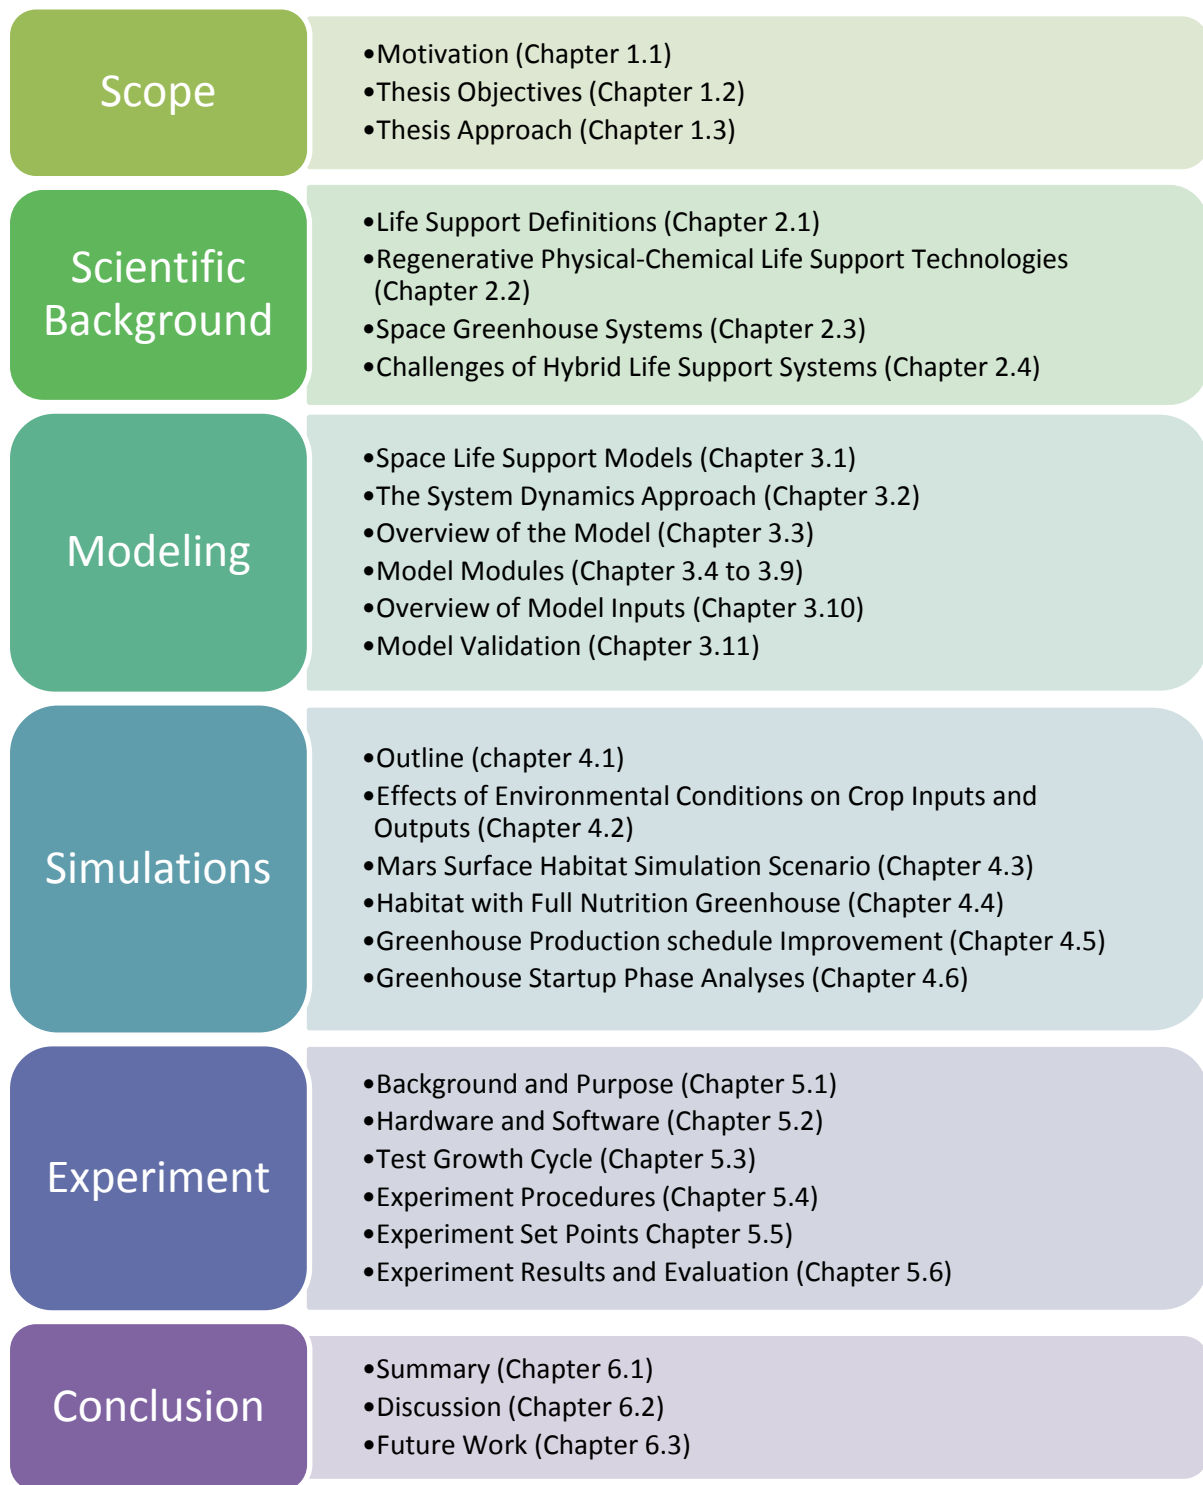 Scope
•Motivation (Chapter 1.1)
•Thesis Objectives (Chapter 1.2)
•Thesis Approach (Chapter 1.3)
Scientific
Background
•Life Support Definitions (Chapter 2.1)
•Regenerative Physical-Chemical Life Support Technologies
(Chapter 2.2)
•Space Greenhouse Systems (Chapter 2.3)
•Challenges of Hybrid Life Support Systems (Chapter 2.4)
Modeling
•Space Life Support Models (Chapter 3.1)
•The System Dynamics Approach (Chapter 3.2)
•Overview of the Model (Chapter 3.3)
•Model Modules (Chapter 3.4 to 3.9)
•Overview of Model Inputs (Chapter 3.10)
•Model Validation (Chapter 3.11)
Simulations
•Outline (chapter 4.1)
•Effects of Environmental Conditions on Crop Inputs and
Outputs (Chapter 4.2)
•Mars Surface Habitat Simulation Scenario (Chapter 4.3)
•Habitat with Full Nutrition Greenhouse (Chapter 4.4)
•Greenhouse Production schedule Improvement (Chapter 4.5)
•Greenhouse Startup Phase Analyses (Chapter 4.6)
Experiment
•Background and Purpose (Chapter 5.1)
•Hardware and Software (Chapter 5.2)
•Test Growth Cycle (Chapter 5.3)
•Experiment Procedures (Chapter 5.4)
•Experiment Set Points Chapter 5.5)
•Experiment Results and Evaluation (Chapter 5.6)
Conclusion
•Summary (Chapter 6.1)
•Discussion (Chapter 6.2)
•Future Work (Chapter 6.3)